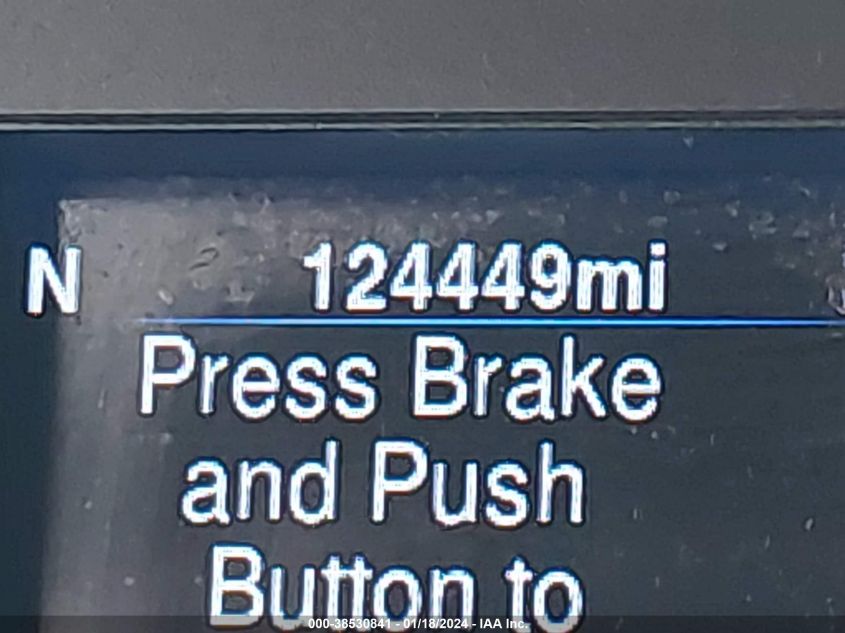 N 124449mi
Press Brake
and Push
Button to
000-38530841 - 01/18/2024 - IAA Inc.